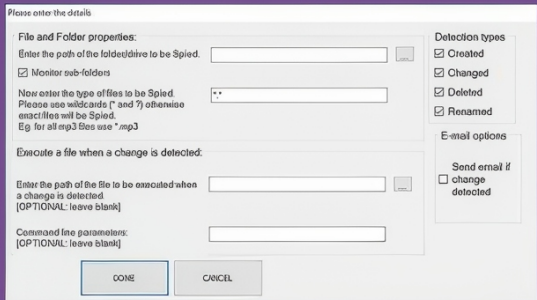 Please enter the details
File and Folder properties:
Enter the path of the folder/drive to be Spied.
...
Monitor sub-folders
Now enter the type of files to be Spied.
Please use wildcards (* and ?) otherwise
exact files will be Spied.
Eg. for all mp3 files use *.mp3
*.*
Execute a file when a change is detected:
Enter the path of the file to be executed when
a change is detected
[OPTIONAL: leave blank]
...
Command line parameters:
[OPTIONAL: leave blank]
DONE
CANCEL
Detection types
Created
Changed
Deleted
Renamed
E-mail options
Send email if
change
detected